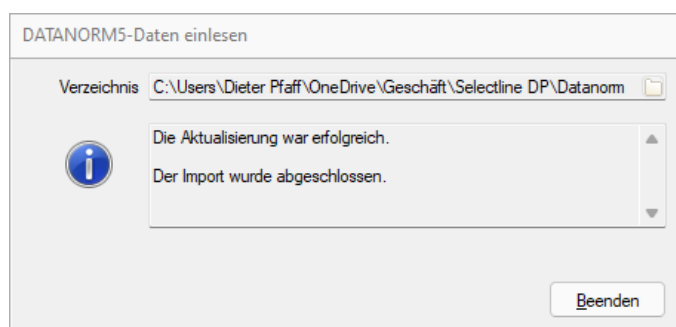 DATANORM5-Daten einlesen
Verzeichnis C:\Users\Dieter Pfaff\OneDrive\Geschäft\Selectline DP\Datanorm
Die Aktualisierung war erfolgreich.
Der Import wurde abgeschlossen.
Beenden